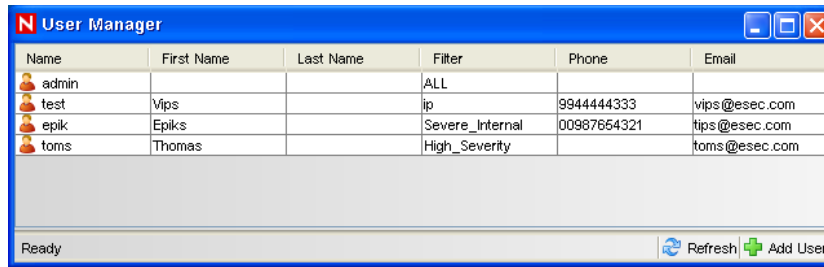 N User Manager
Name First Name Last Name Filter Phone Email
admin ALL
test Vips ip 9944444333 vips@esec.com
epik Epiks Severe_Internal 00987654321 tips@esec.com
toms Thomas High_Severity toms@esec.com
Ready Refresh Add User